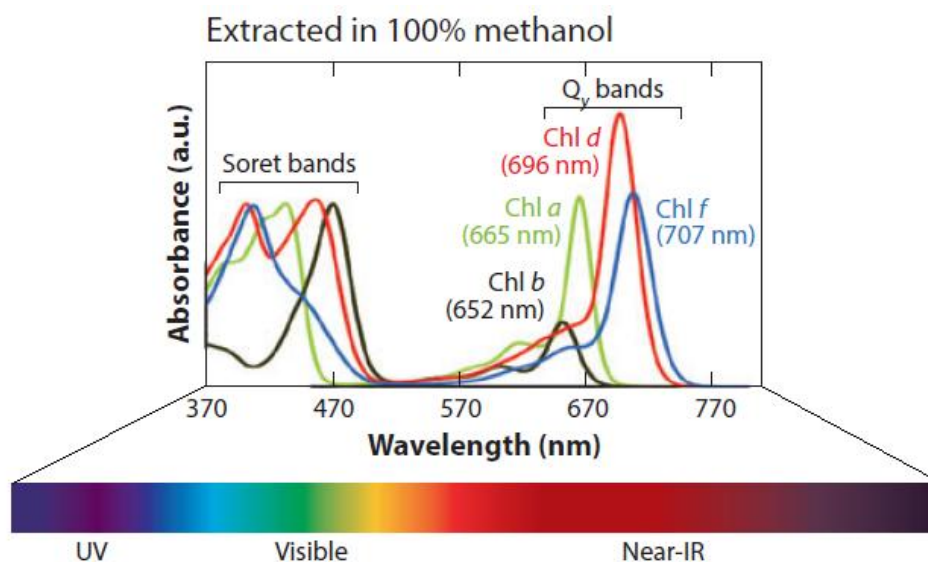 Extracted in 100% methanol
Absorbance (a.u.)
Soret bands
Q_y bands
Chl d
(696 nm)
Chl a
(665 nm)
Chl f
(707 nm)
Chl b
(652 nm)
370 470 570 670 770
Wavelength (nm)
UV Visible Near-IR